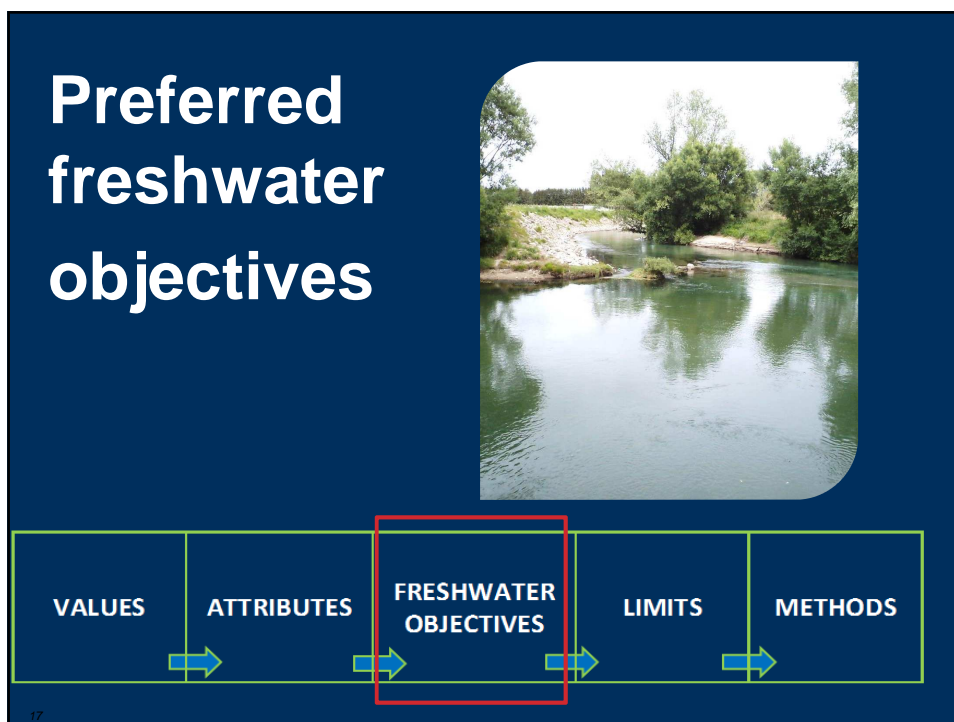 Preferred
freshwater
objectives
VALUES
ATTRIBUTES
FRESHWATER
OBJECTIVES
LIMITS
METHODS
17